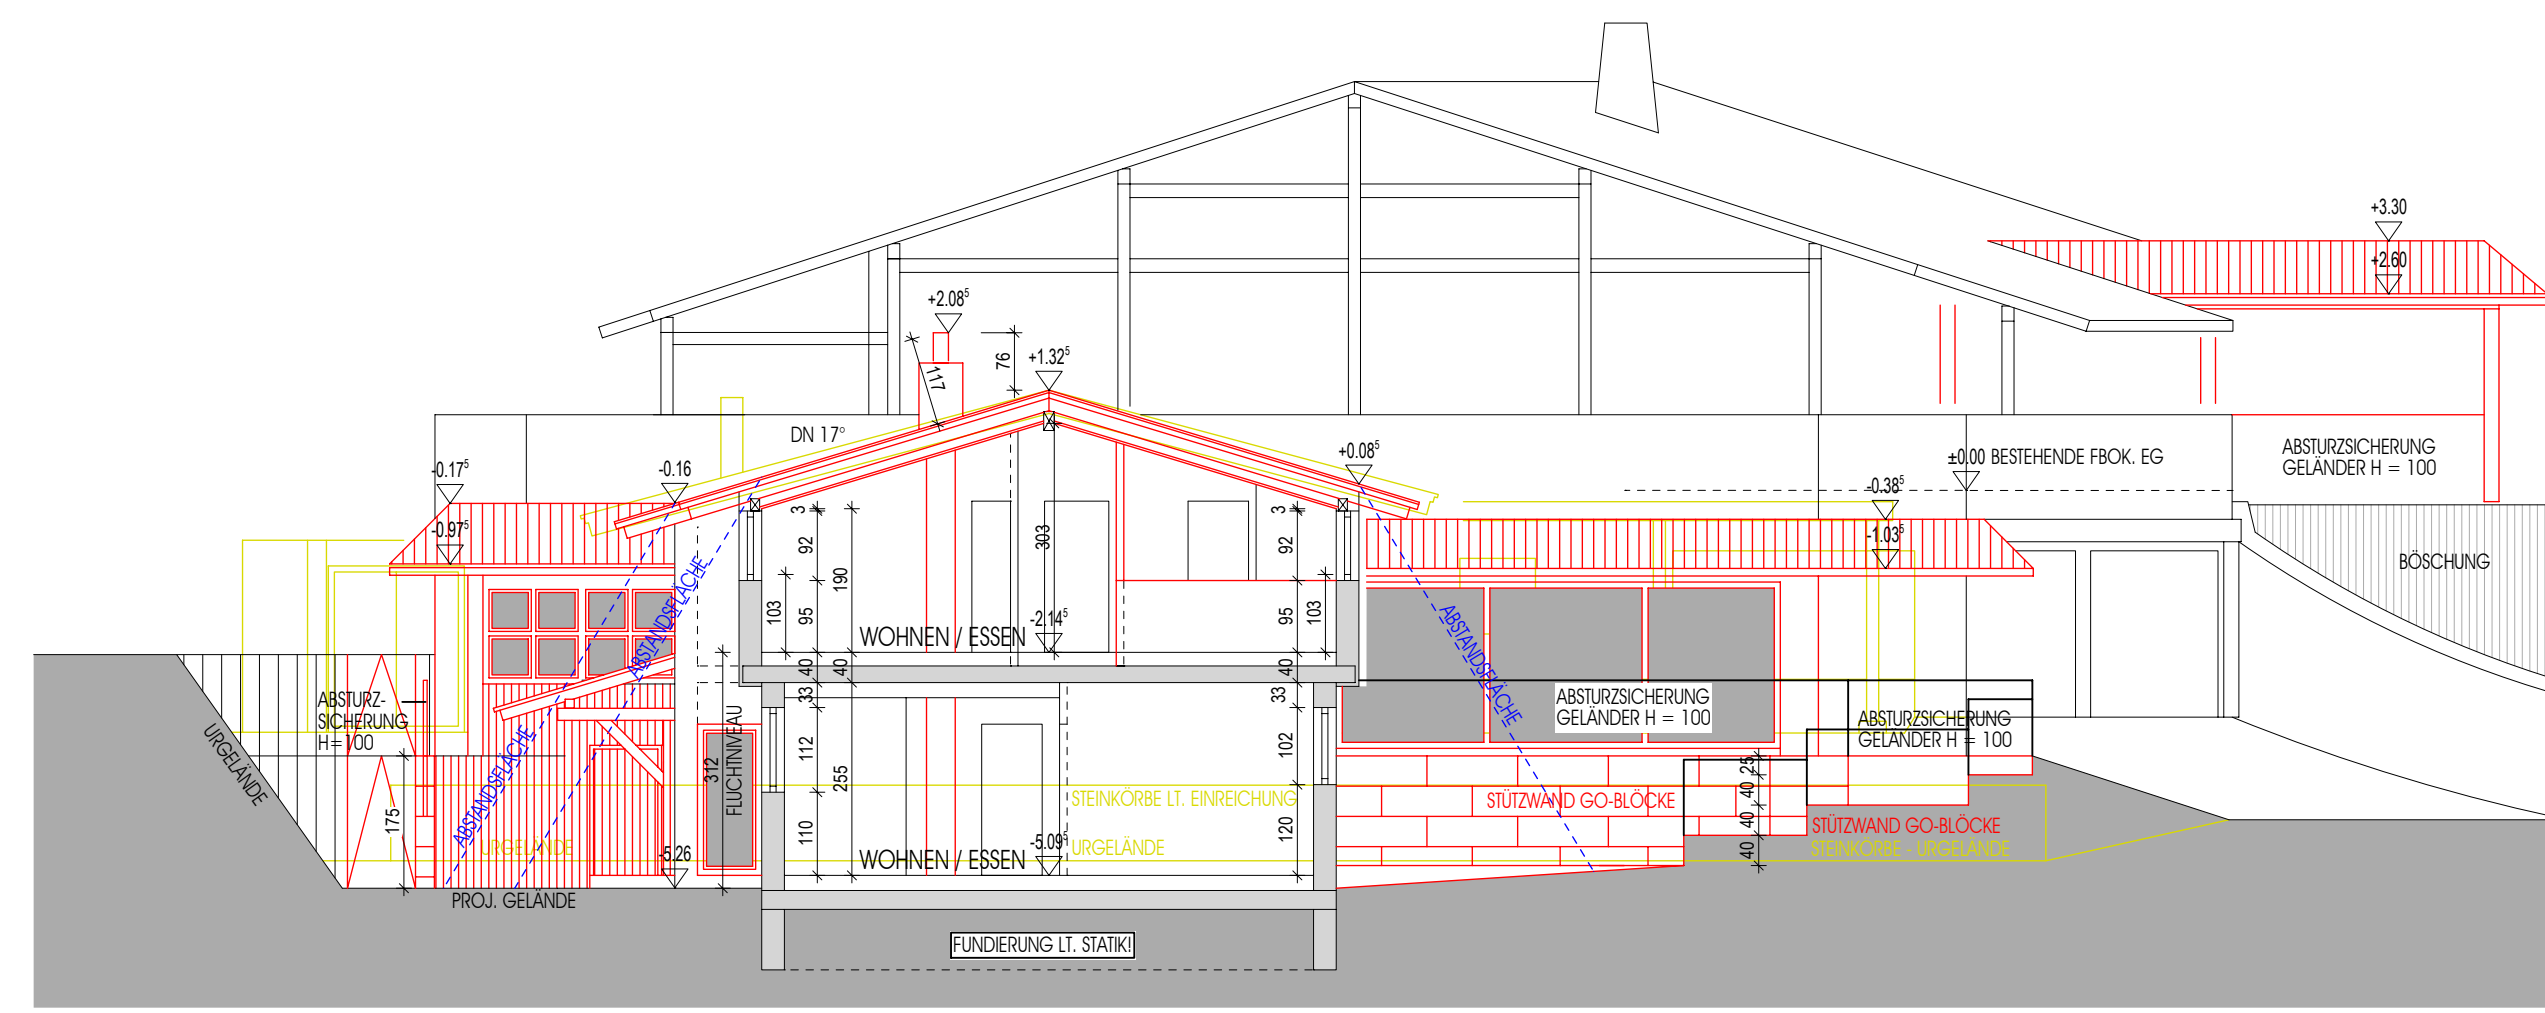 +3.30
+2.60
+2.08⁵
117
76
+1.32⁵
DN 17°
+0.08⁵
-0.17⁵
-0.16
-0.97⁵
±0.00 BESTEHENDE FBOK. EG
ABSTURZSICHERUNG
GELÄNDER H = 100
-0.38⁵
-1.03⁵
BÖSCHUNG
3
92
190
103
95
303
3
92
95
103
WOHNEN / ESSEN
-2.14⁵
40
40
33
40
33
ABSTANDSFLÄCHE
ABSTANDSFLÄCHE
ABSTANDSFLÄCHE
ABSTURZ-
SICHERUNG
H=100
URGELÄNDE
ABSTURZSICHERUNG
GELÄNDER H = 100
ABSTURZSICHERUNG
GELÄNDER H = 100
312
FLUCHTNIVEAU
112
255
110
102
120
175
25
40
40
40
STEINKÖRBE LT. EINREICHUNG
STÜTZWAND GO-BLÖCKE
STÜTZWAND GO-BLÖCKE
STEINKÖRBE - URGELÄNDE
URGELÄNDE
URGELÄNDE
WOHNEN / ESSEN
-5.09⁵
-5.26
PROJ. GELÄNDE
FUNDIERUNG LT. STATIK!